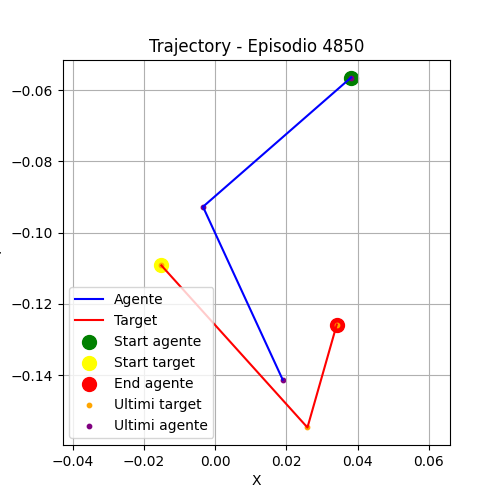 Trajectory - Episodio 4850
−0.06
−0.08
−0.10
−0.12
−0.14
Agente
Target
Start agente
Start target
End agente
Ultimi target
Ultimi agente
−0.04
−0.02
0.00
0.02
0.04
0.06
X